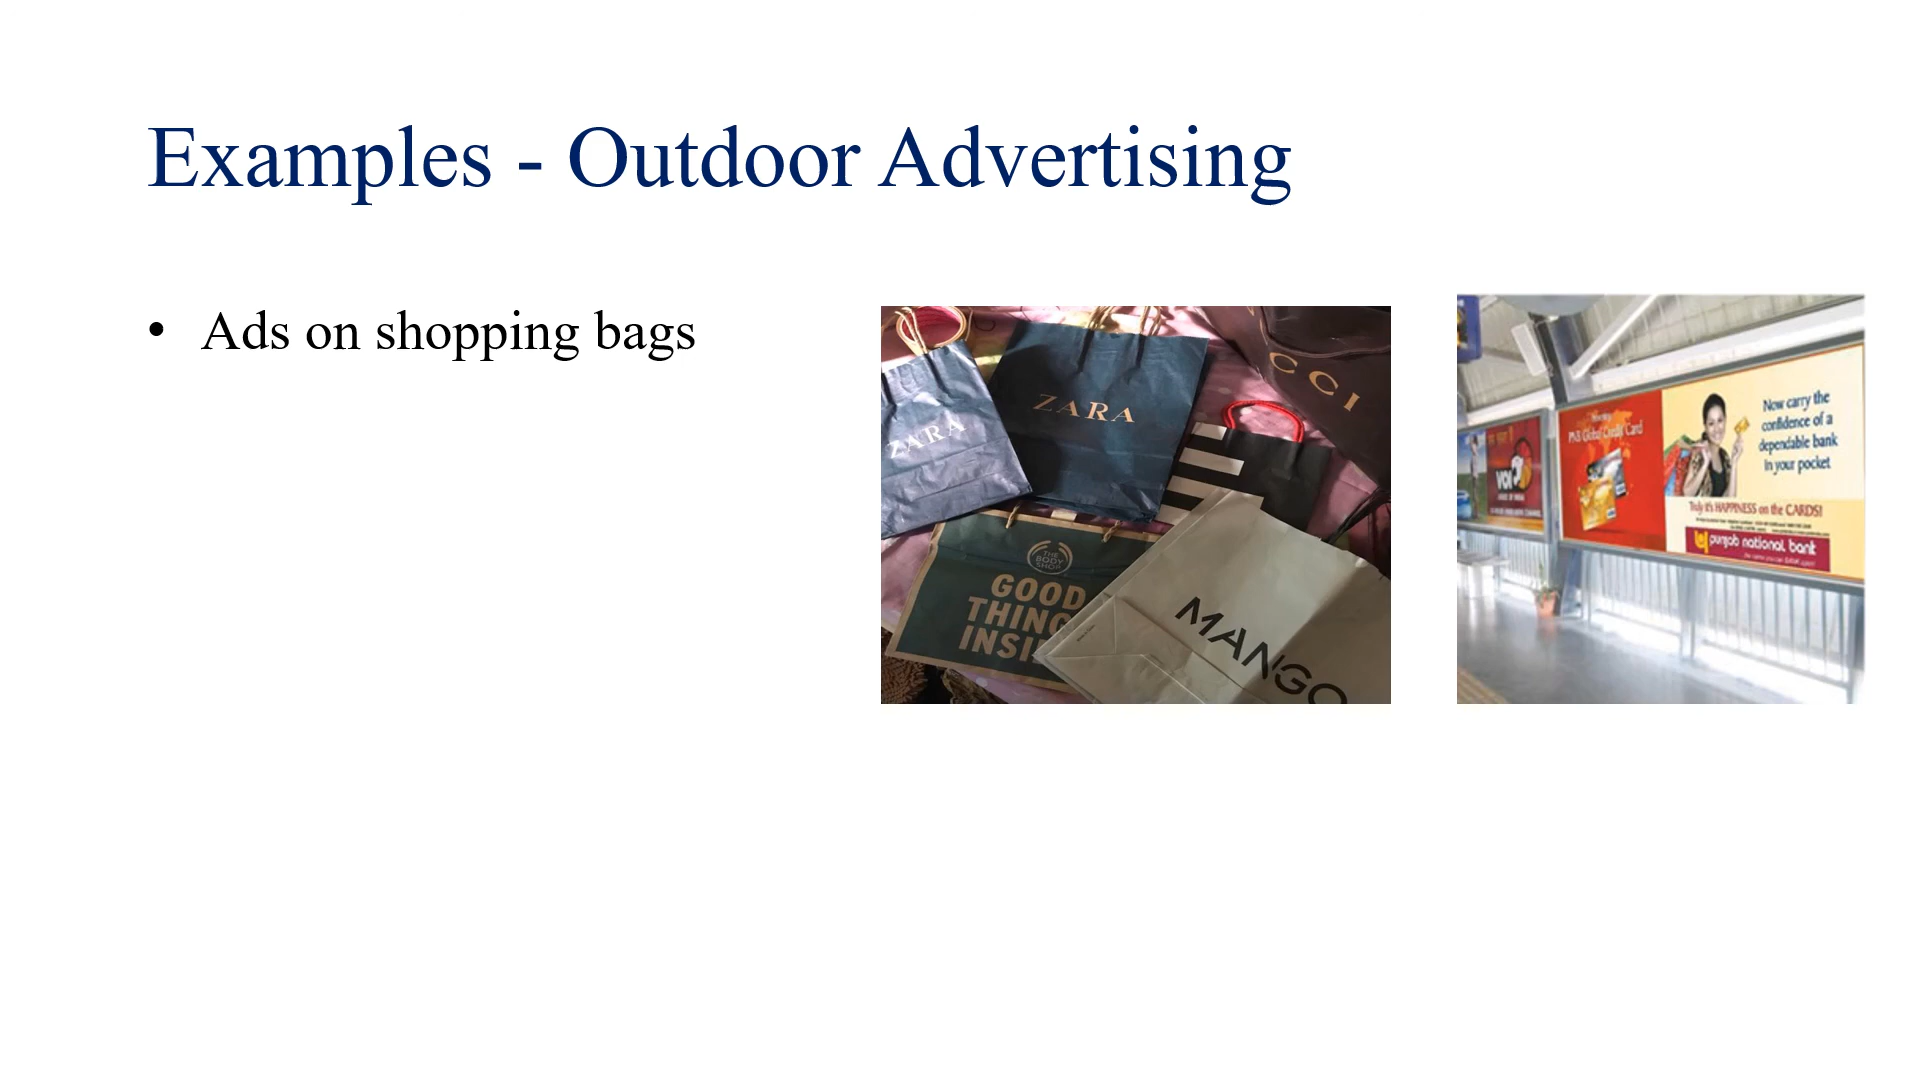 Examples - Outdoor Advertising
• Ads on shopping bags
ZARA
ZARA
CCI
THE
BODY
SHOP
GOOD
THING
INSI
MANGO
PNB Global Credit Card
Now carry the
confidence of a
dependable bank
in your pocket
Truly it's HAPPINESS on the CARDS!
punjab national bank
VOI